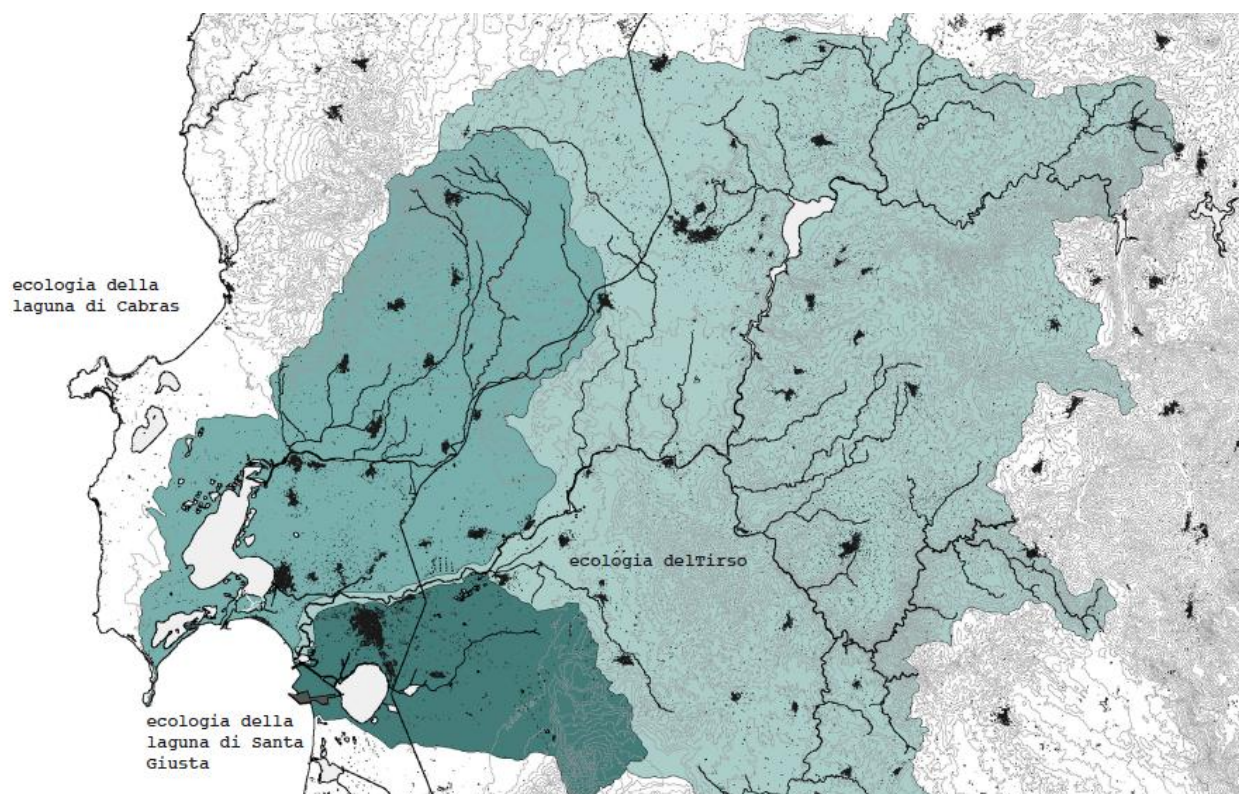 ecologia della
laguna di Cabras
ecologia delTirso
ecologia della
laguna di Santa
Giusta